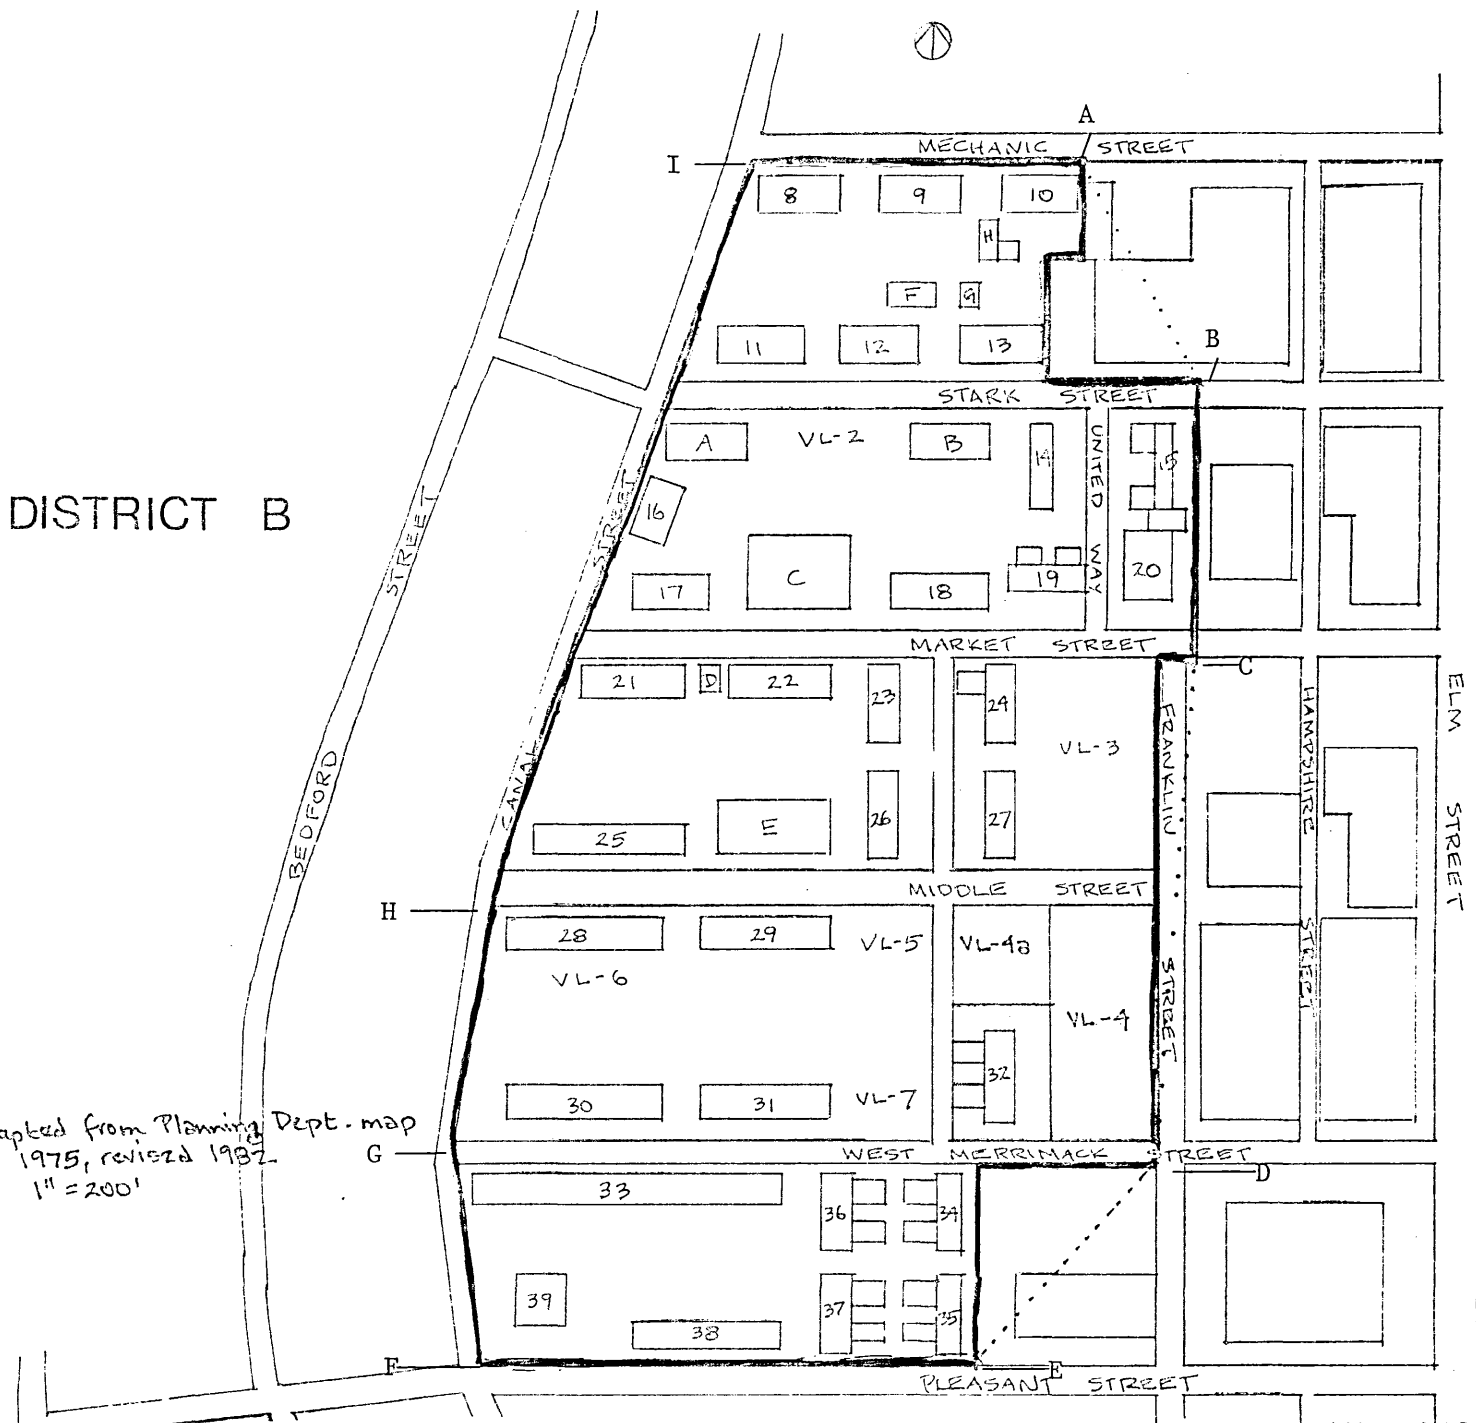 A
MECHANIC STREET
I
8
9
10
H
F
G
11
12
13
B
STARK STREET
A
VL-2
B
14
UNITED WAY
15
16
DISTRICT B
17
C
18
19
20
MARKET STREET
C
21
D
22
23
24
VL-3
FRANKLIN STREET
HAMPSHIRE STREET
ELM STREET
BEDFORD STREET
CANAL STREET
25
E
26
27
MIDDLE STREET
H
28
29
VL-5
VL-4a
VL-6
VL-4
32
30
31
VL-7
apted from Planning Dept. map
1975, revised 1982
1" = 200'
G
WEST MERRIMACK STREET
D
33
36
34
39
37
35
38
F
E
PLEASANT STREET